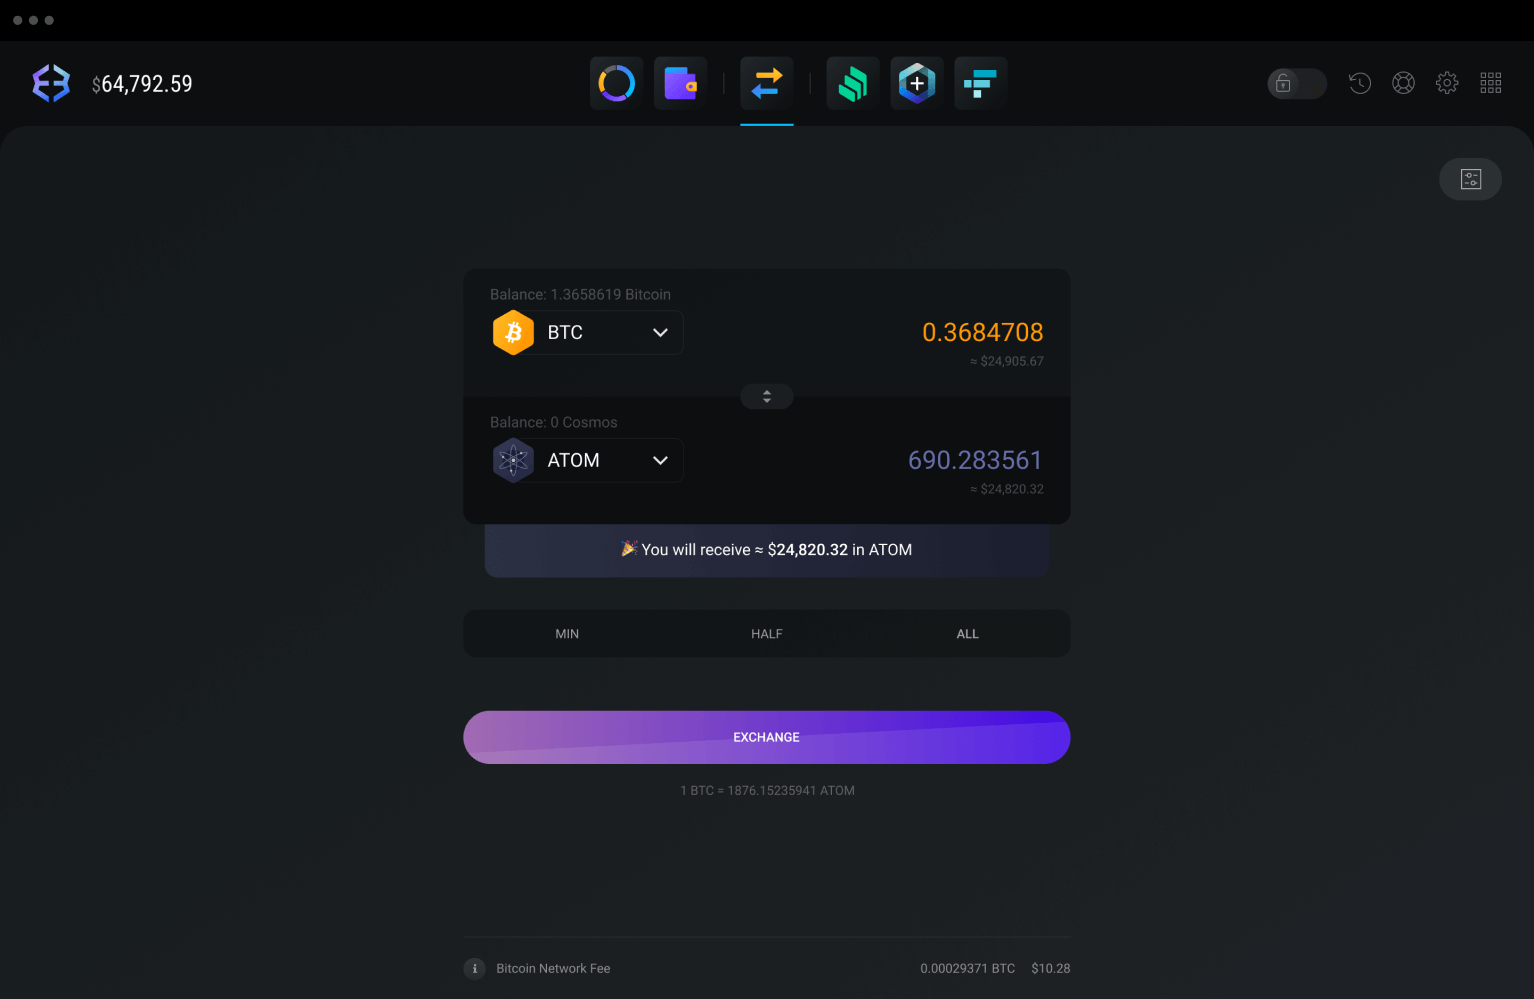 $64,792.59
Balance: 1.3658619 Bitcoin
BTC
0.3684708
≈ $24,905.67
Balance: 0 Cosmos
ATOM
690.283561
≈ $24,820.32
You will receive ≈ $24,820.32 in ATOM
MIN HALF ALL
EXCHANGE
1 BTC = 1876.15235941 ATOM
Bitcoin Network Fee 0.00029371 BTC $10.28